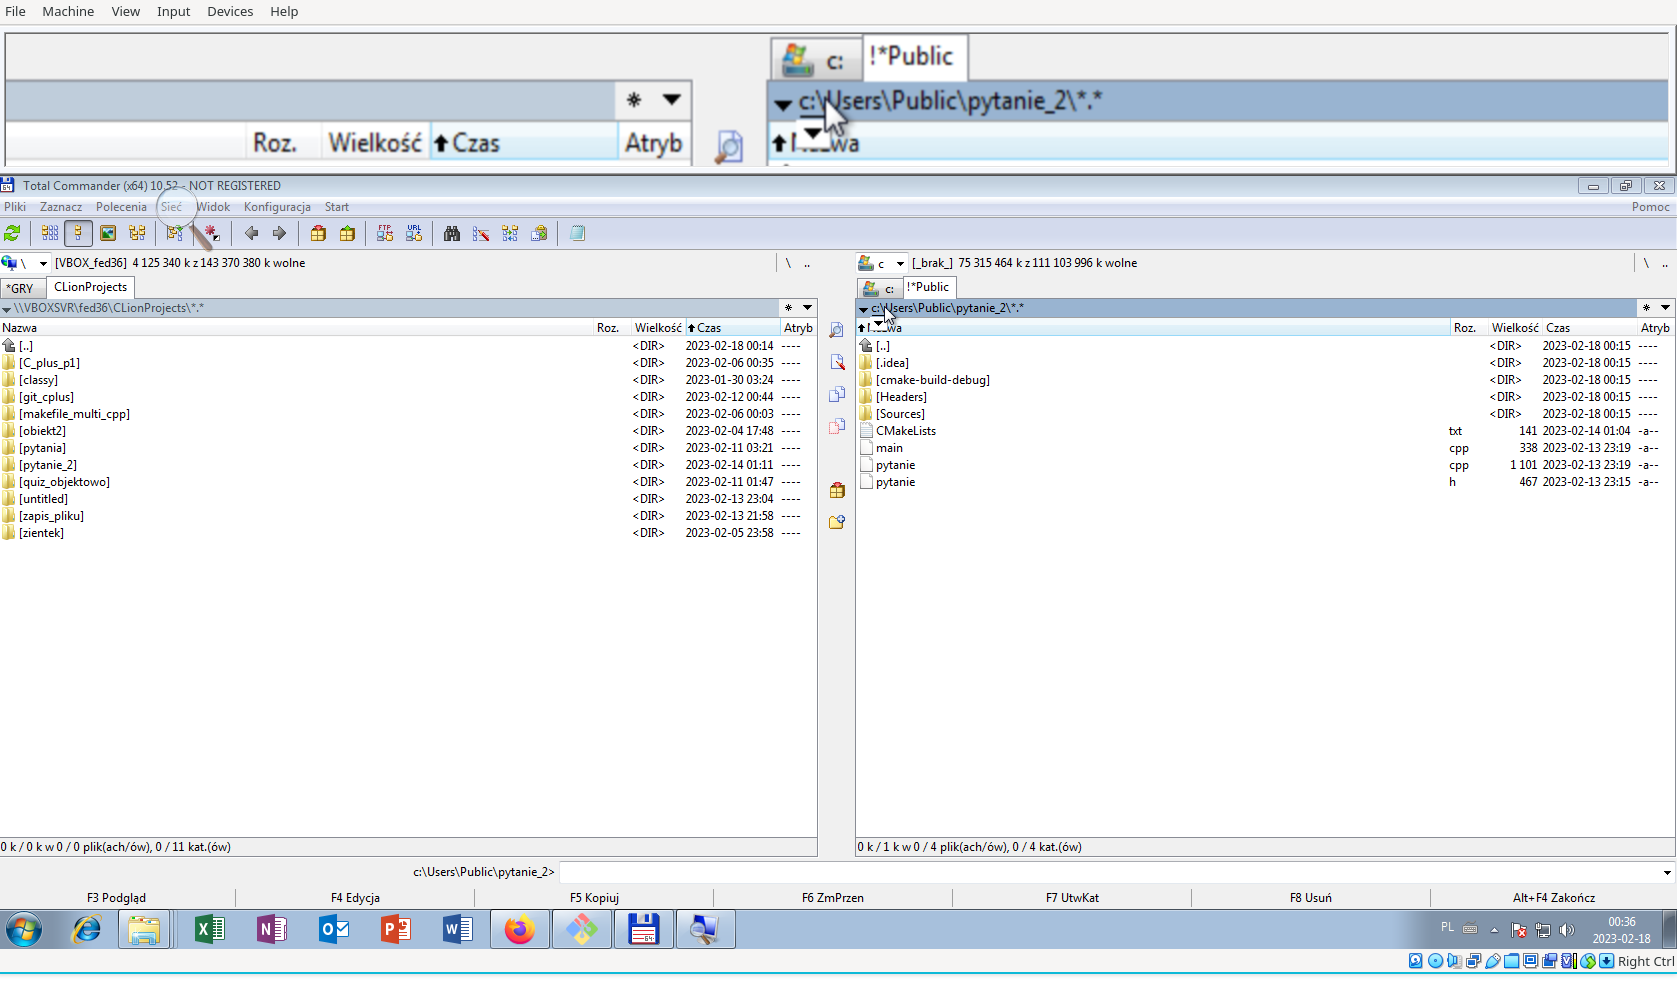 File Machine View Input Devices Help
c: !*Public
c:\Users\Public\pytanie_2\*.*
Roz. Wielkość Czas Atryb
Total Commander (x64) 10.52 - NOT REGISTERED
Pliki Zaznacz Polecenia Sieć Widok Konfiguracja Start Pomoc
FTP URL
\ [VBOX_fed36] 4 125 340 k z 143 370 380 k wolne \ ..
c [_brak_] 75 315 464 k z 111 103 996 k wolne \ ..
*GRY CLionProjects
c: !*Public
\\VBOXSVR\fed36\CLionProjects\*.* *
c:\Users\Public\pytanie_2\*.* *
Nazwa Roz. Wielkość Czas Atryb
[..] <DIR> 2023-02-18 00:14 ----
[C_plus_p1] <DIR> 2023-02-06 00:35 ----
[classy] <DIR> 2023-01-30 03:24 ----
[git_cplus] <DIR> 2023-02-12 00:44 ----
[makefile_multi_cpp] <DIR> 2023-02-06 00:03 ----
[obiekt2] <DIR> 2023-02-04 17:48 ----
[pytania] <DIR> 2023-02-11 03:21 ----
[pytanie_2] <DIR> 2023-02-14 01:11 ----
[quiz_objektowo] <DIR> 2023-02-11 01:47 ----
[untitled] <DIR> 2023-02-13 23:04 ----
[zapis_pliku] <DIR> 2023-02-13 21:58 ----
[zientek] <DIR> 2023-02-05 23:58 ----
0 k / 0 k w 0 / 0 plik(ach/ów), 0 / 11 kat.(ów)
Roz. Wielkość Czas Atryb
[..] <DIR> 2023-02-18 00:15 ----
[.idea] <DIR> 2023-02-18 00:15 ----
[cmake-build-debug] <DIR> 2023-02-18 00:15 ----
[Headers] <DIR> 2023-02-18 00:15 ----
[Sources] <DIR> 2023-02-18 00:15 ----
CMakeLists txt 141 2023-02-14 01:04 -a--
main cpp 338 2023-02-13 23:19 -a--
pytanie cpp 1 101 2023-02-13 23:19 -a--
pytanie h 467 2023-02-13 23:15 -a--
0 k / 1 k w 0 / 4 plik(ach/ów), 0 / 4 kat.(ów)
c:\Users\Public\pytanie_2>
F3 Podgląd F4 Edycja F5 Kopiuj F6 ZmPrzen F7 UtwKat F8 Usuń Alt+F4 Zakończ
PL 00:36
2023-02-18
Right Ctrl